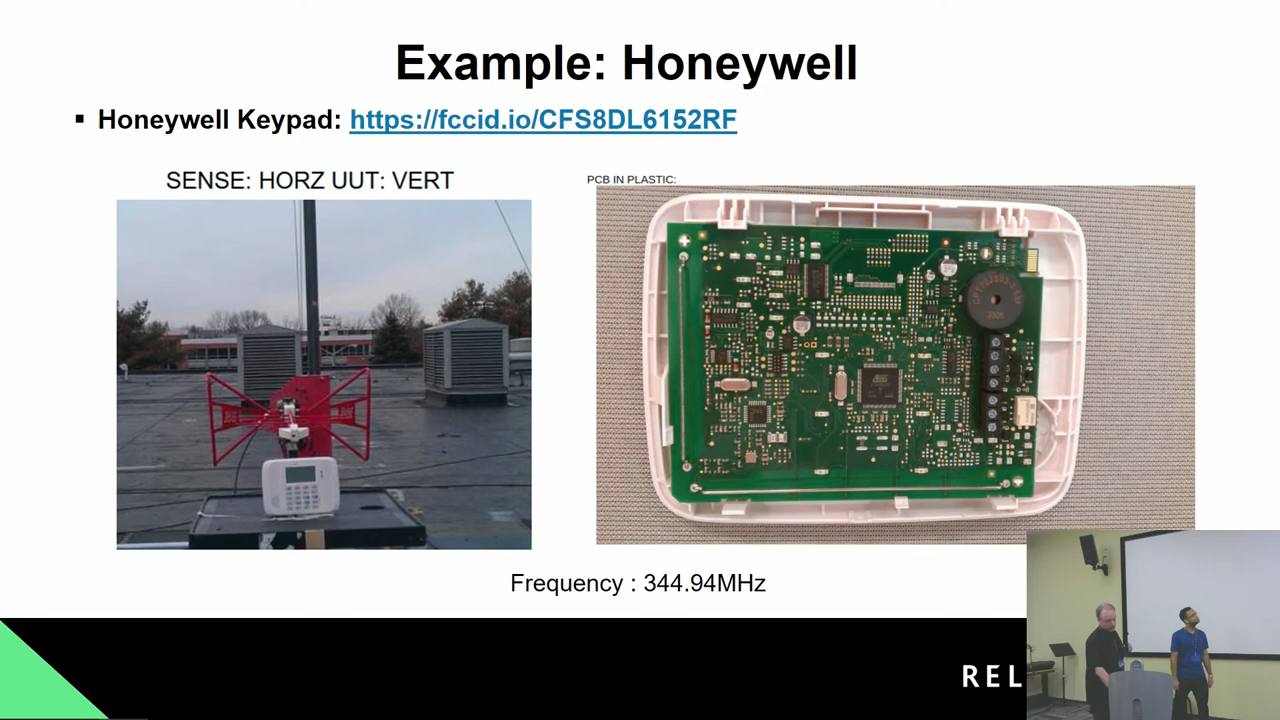 Example: Honeywell
▪ Honeywell Keypad: https://fccid.io/CFS8DL6152RF
SENSE: HORZ UUT: VERT
PCB IN PLASTIC:
Frequency : 344.94MHz
REL